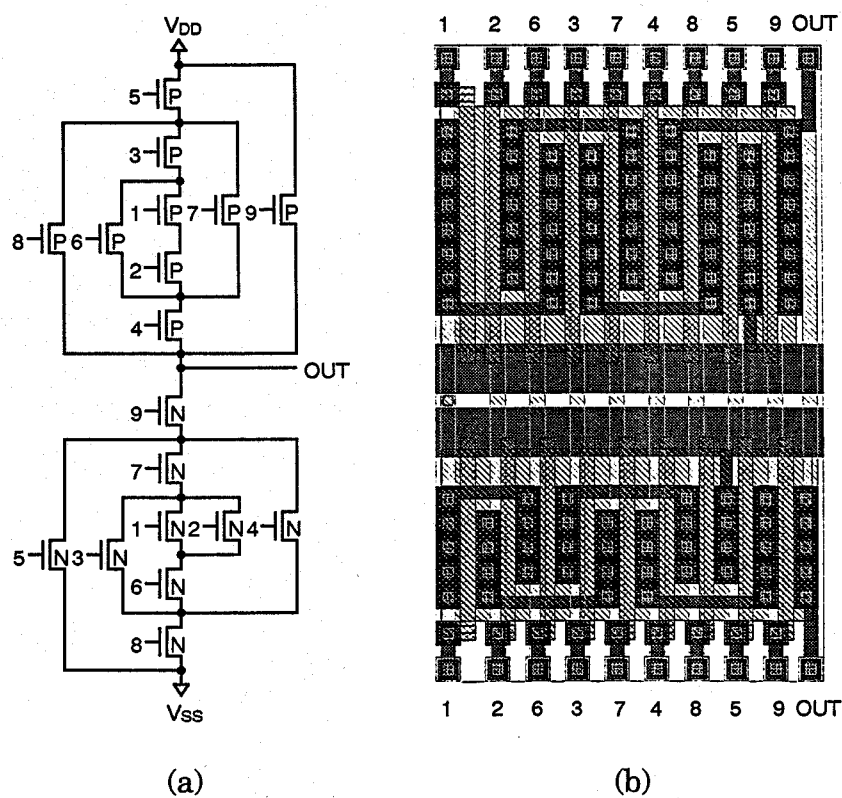 1 2 6 3 7 4 8 5 9 OUT
VDD
5 P
3 P
1 P 7 P 9 P
8 P 6 P
2 P
4 P
OUT
9 N
7 N
1 N 2 N 4 N
5 N 3 N
6 N
8 N
VSS
1 2 6 3 7 4 8 5 9 OUT
(a) (b)